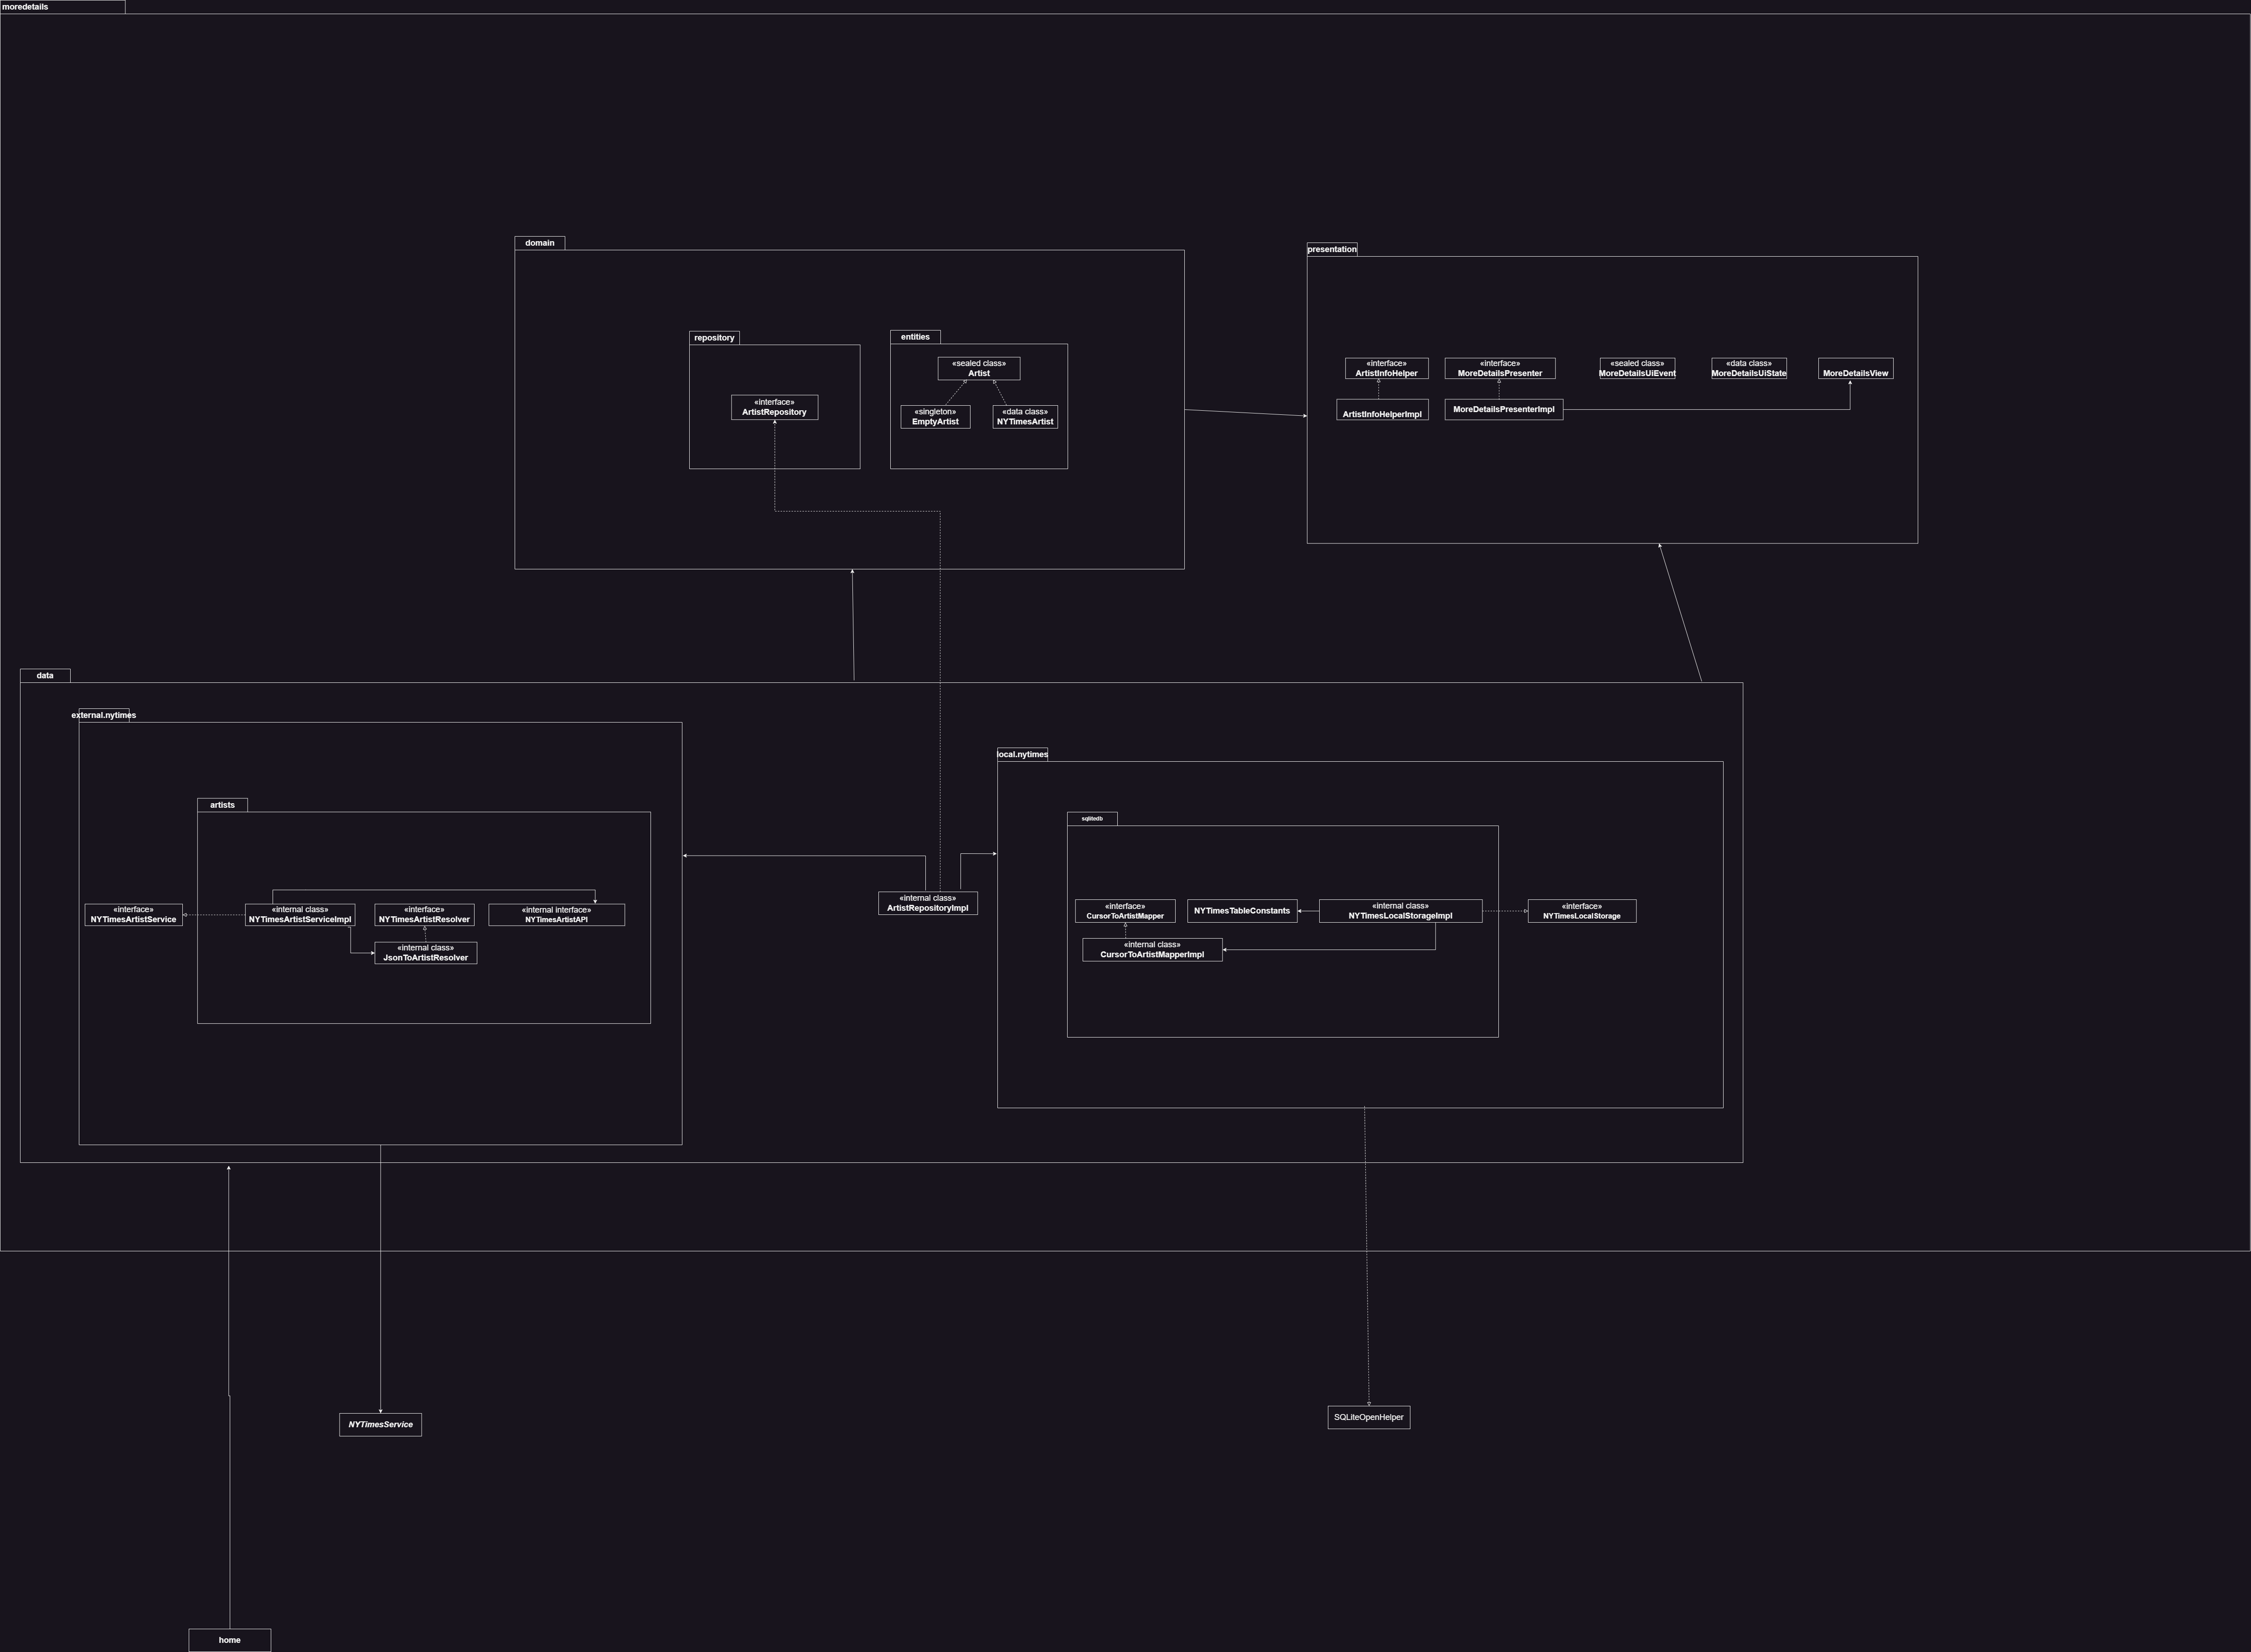 moredetails
domain
presentation
repository
entities
«sealed class»
Artist
«interface»
ArtistRepository
«singleton»
EmptyArtist
«data class»
NYTimesArtist
«interface»
ArtistInfoHelper
«interface»
MoreDetailsPresenter
«sealed class»
MoreDetailsUiEvent
«data class»
MoreDetailsUiState
MoreDetailsView
ArtistInfoHelperImpl
MoreDetailsPresenterImpl
data
external.nytimes
local.nytimes
artists
sqlitedb
«interface»
NYTimesArtistService
«internal class»
NYTimesArtistServiceImpl
«interface»
NYTimesArtistResolver
«internal interface»
NYTimesArtistAPI
«internal class»
JsonToArtistResolver
«internal class»
ArtistRepositoryImpl
«interface»
CursorToArtistMapper
NYTimesTableConstants
«internal class»
NYTimesLocalStorageImpl
«interface»
NYTimesLocalStorage
«internal class»
CursorToArtistMapperImpl
NYTimesService
SQLiteOpenHelper
home